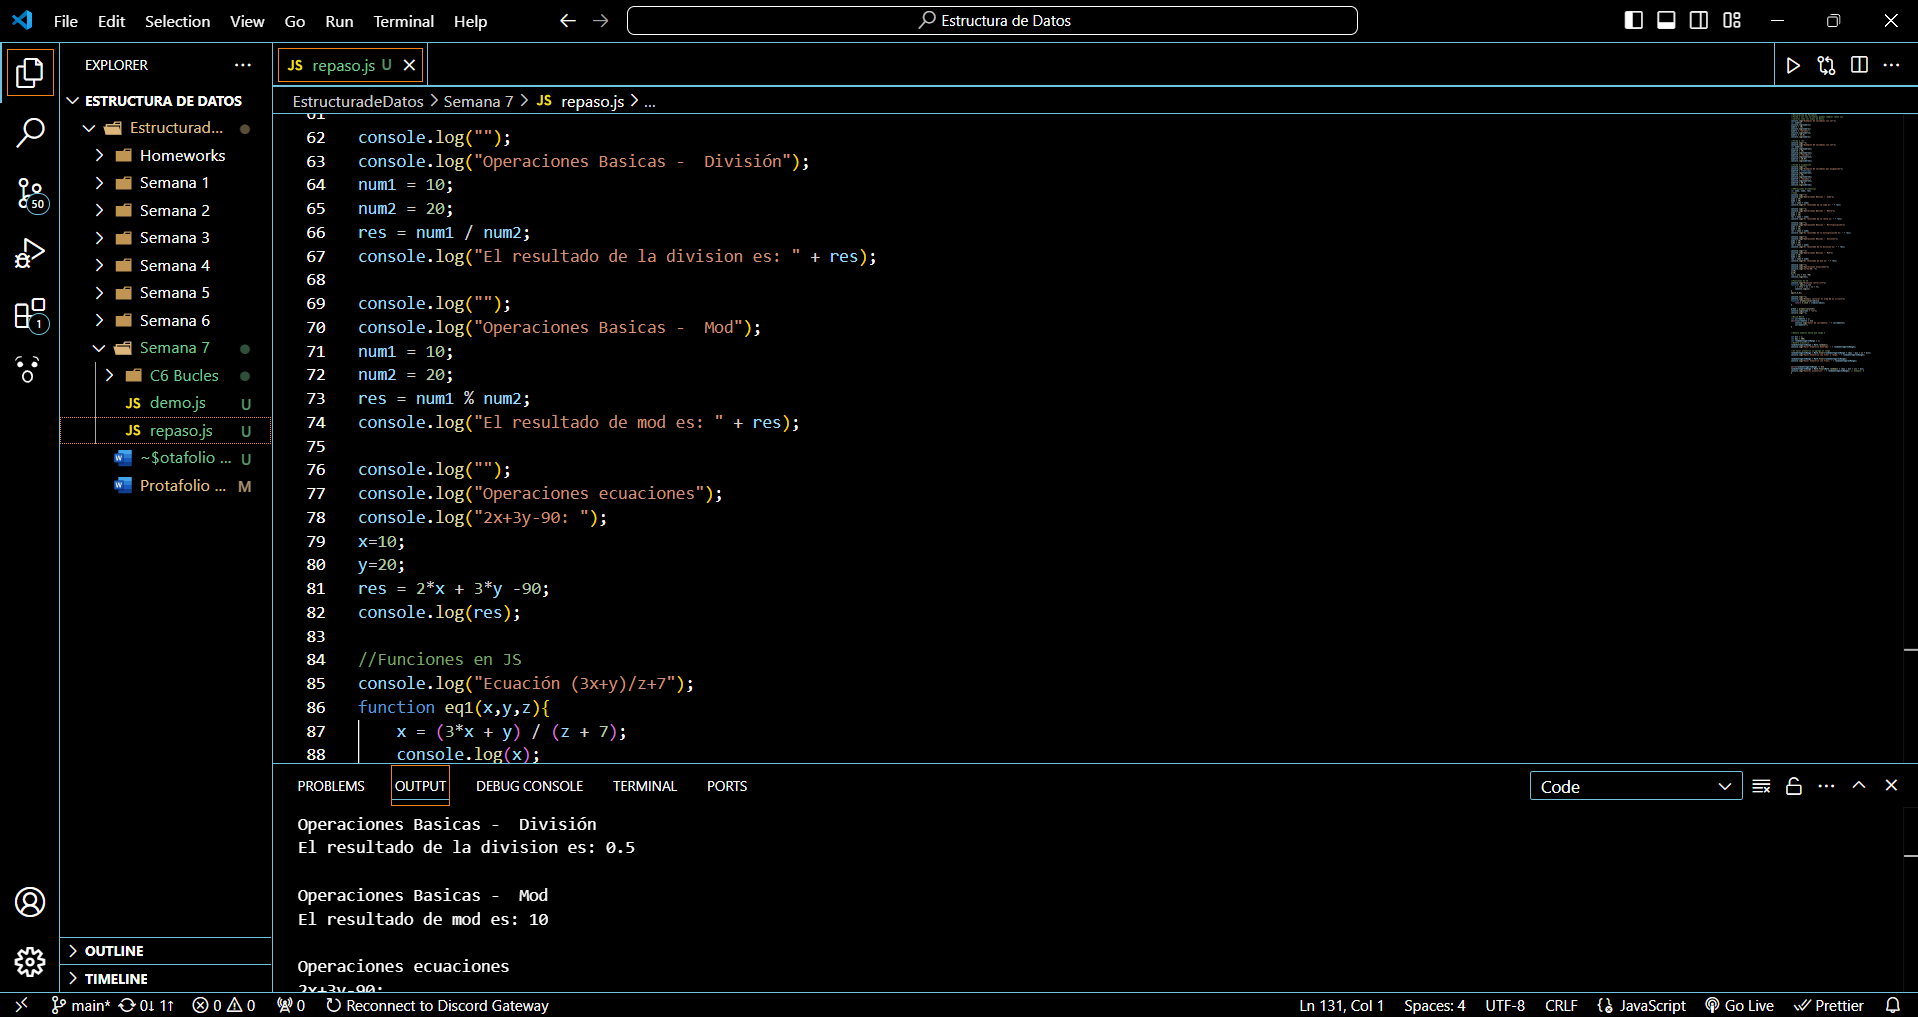 File Edit Selection View Go Run Terminal Help
Estructura de Datos
EXPLORER
ESTRUCTURA DE DATOS
Estructurad...
Homeworks
Semana 1
Semana 2
Semana 3
Semana 4
50
Semana 5
Semana 6
1
Semana 7
C6 Bucles
JS demo.js U
JS repaso.js U
~$otafolio ... U
Protafolio ... M
OUTLINE
TIMELINE
JS repaso.js U
EstructuradeDatos > Semana 7 > JS repaso.js > ...
61
62 console.log("");
63 console.log("Operaciones Basicas -  División");
64 num1 = 10;
65 num2 = 20;
66 res = num1 / num2;
67 console.log("El resultado de la division es: " + res);
68
69 console.log("");
70 console.log("Operaciones Basicas -  Mod");
71 num1 = 10;
72 num2 = 20;
73 res = num1 % num2;
74 console.log("El resultado de mod es: " + res);
75
76 console.log("");
77 console.log("Operaciones ecuaciones");
78 console.log("2x+3y-90: ");
79 x=10;
80 y=20;
81 res = 2*x + 3*y -90;
82 console.log(res);
83
84 //Funciones en JS
85 console.log("Ecuación (3x+y)/z+7");
86 function eq1(x,y,z){
87 x = (3*x + y) / (z + 7);
88 console.log(x);
PROBLEMS OUTPUT DEBUG CONSOLE TERMINAL PORTS
Code
Operaciones Basicas -  División
El resultado de la division es: 0.5
Operaciones Basicas -  Mod
El resultado de mod es: 10
Operaciones ecuaciones
2x+3y-90:
main* 0↓ 1↑ 0 0 0 Reconnect to Discord Gateway
Ln 131, Col 1 Spaces: 4 UTF-8 CRLF {} JavaScript Go Live Prettier